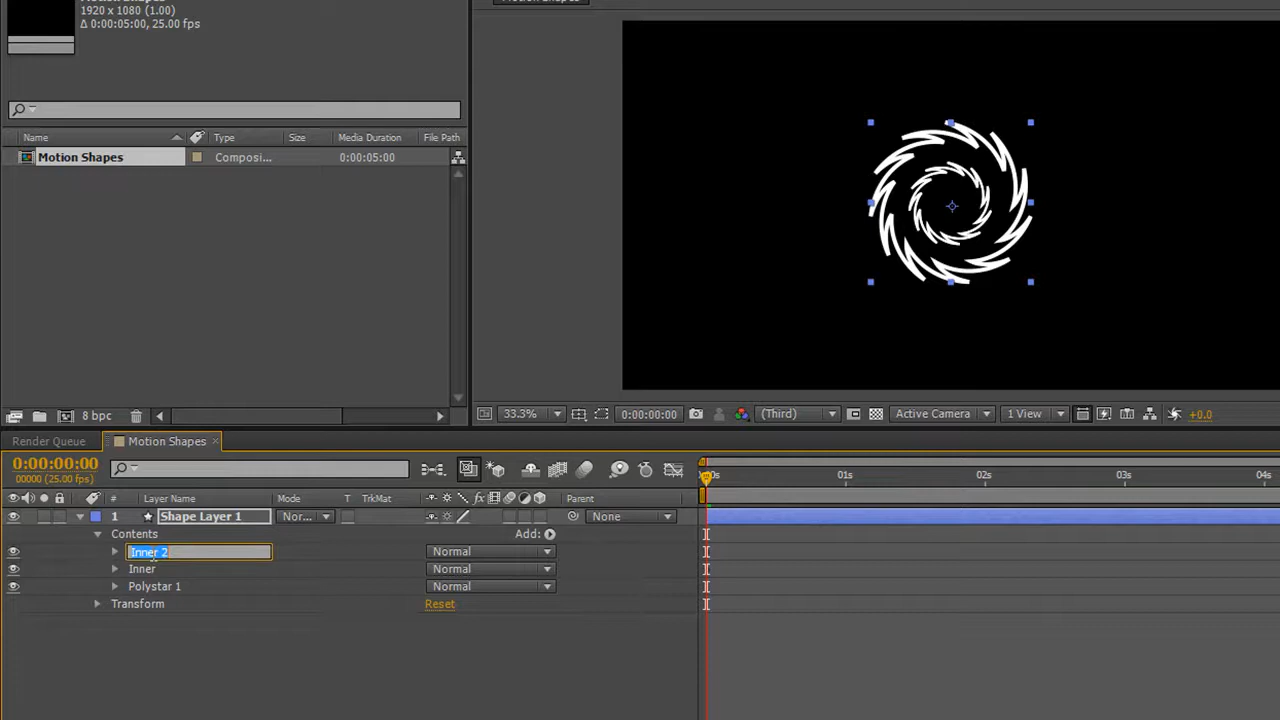 1920 x 1080 (1.00)
Δ 0:00:05:00, 25.00 fps
Name Type Size Media Duration File Path
Motion Shapes Composi... 0:00:05:00
8 bpc
33.3% 0:00:00:00 (Third) Active Camera 1 View +0.0
Render Queue Motion Shapes ×
0:00:00:00
00000 (25.00 fps)
00s 01s 02s 03s 04s
# Layer Name Mode T TrkMat fx Parent
1 Shape Layer 1 Nor... None
Contents Add:
Inner 2 Normal
Inner Normal
Polystar 1 Normal
Transform Reset